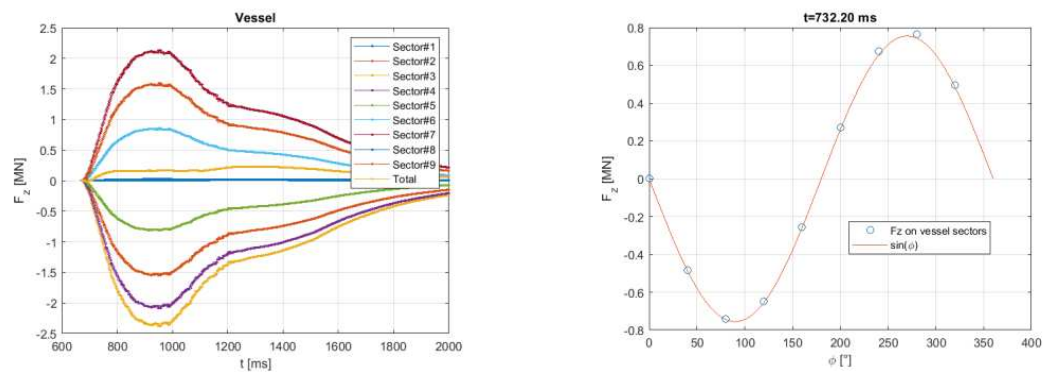 Vessel
F_z [MN]
2.5
2
1.5
1
0.5
0
-0.5
-1
-1.5
-2
-2.5
600
800
1000
1200
1400
1600
1800
2000
t [ms]
Sector#1
Sector#2
Sector#3
Sector#4
Sector#5
Sector#6
Sector#7
Sector#8
Sector#9
Total
t=732.20 ms
F_z [MN]
0.8
0.6
0.4
0.2
0
-0.2
-0.4
-0.6
-0.8
0
50
100
150
200
250
300
350
400
ϕ [°]
Fz on vessel sectors
sin(ϕ)